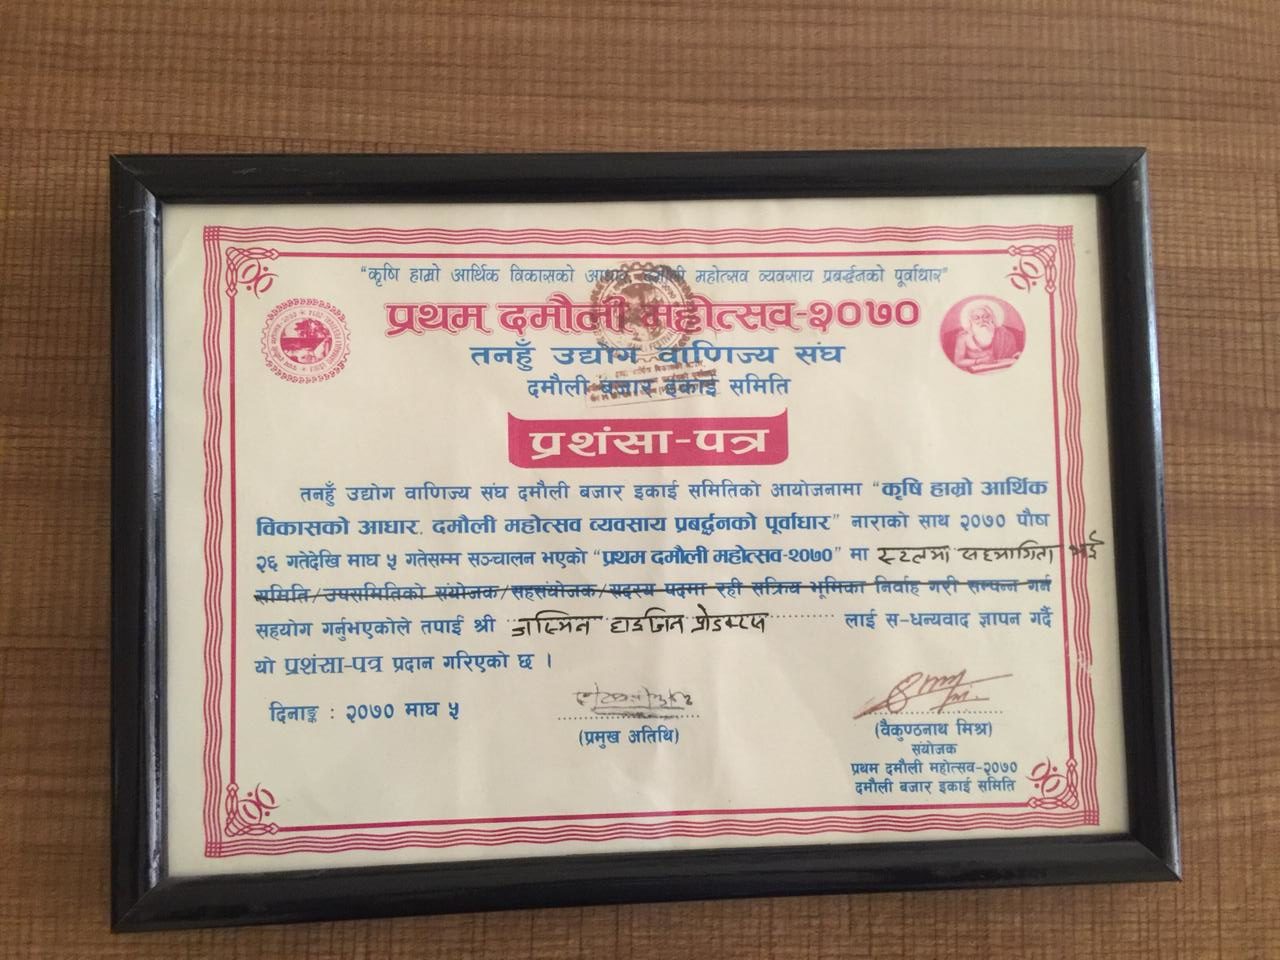 "कृषि हाम्रो आर्थिक विकासको आधार, दमौली महोत्सव व्यवसाय प्रबर्द्धनको पूर्वाधार"
प्रथम दमौली महोत्सव-२०७०
तनहुँ उद्योग वाणिज्य संघ
दमौली बजार इकाई समिति
प्रशंसा-पत्र
तनहुँ उद्योग वाणिज्य संघ दमौली बजार इकाई समितिको आयोजनामा "कृषि हाम्रो आर्थिक
विकासको आधार, दमौली महोत्सव व्यवसाय प्रबर्द्धनको पूर्वाधार" नाराको साथ २०७० पौष
२६ गतेदेखि माघ ५ गतेसम्म सञ्चालन भएको "प्रथम दमौली महोत्सव-२०७०" मा स्टलमा सहभागिता भई
समिति/उपसमितिको संयोजक/सहसंयोजक/सदस्य पदमा रही सक्रिय भूमिका निर्वाह गरी सम्पन्न गर्न
सहयोग गर्नुभएकोले तपाई श्री जास्मिन हाइजिन प्रोडक्टस् लाई स-धन्यवाद ज्ञापन गर्दै
यो प्रशंसा-पत्र प्रदान गरिएको छ ।
दिनाङ्क : २०७० माघ ५
(प्रमुख अतिथि)
(वैकुण्ठनाथ मिश्र)
संयोजक
प्रथम दमौली महोत्सव-२०७०
दमौली बजार इकाई समिति